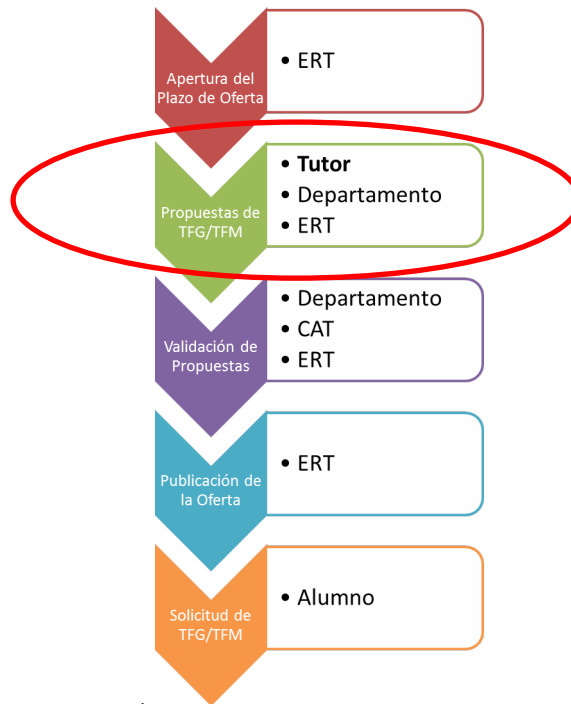 Apertura del
Plazo de Oferta
• ERT
Propuestas de
TFG/TFM
• Tutor
• Departamento
• ERT
Validación de
Propuestas
• Departamento
• CAT
• ERT
Publicación de
la Oferta
• ERT
Solicitud de
TFG/TFM
• Alumno